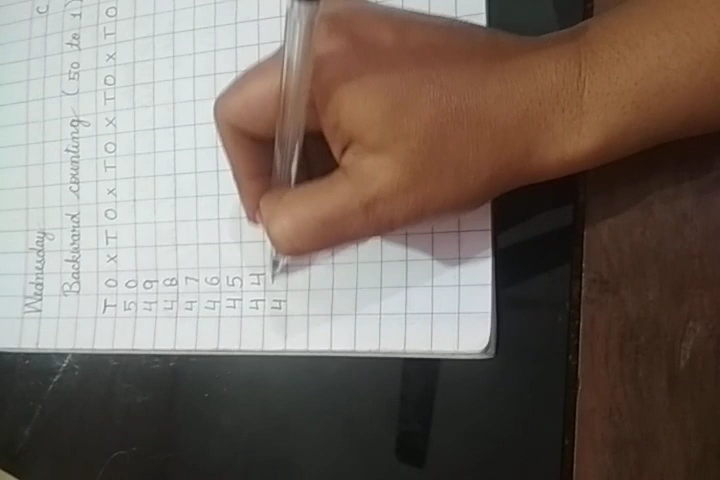 Wednesday C
Backward counting (50 to 1)
T O X T O X T O X T O X T O X T O
5 0
4 9
4 8
4 7
4 6
4 5
4 4
4